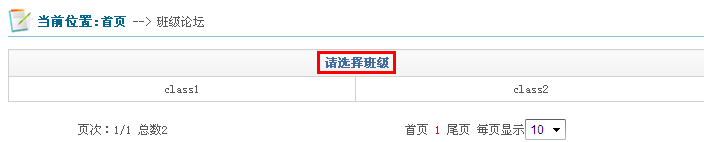 当前位置:首页 --> 班级论坛
请选择班级
class1 class2
页次：1/1 总数2 首页 1 尾页 每页显示 10